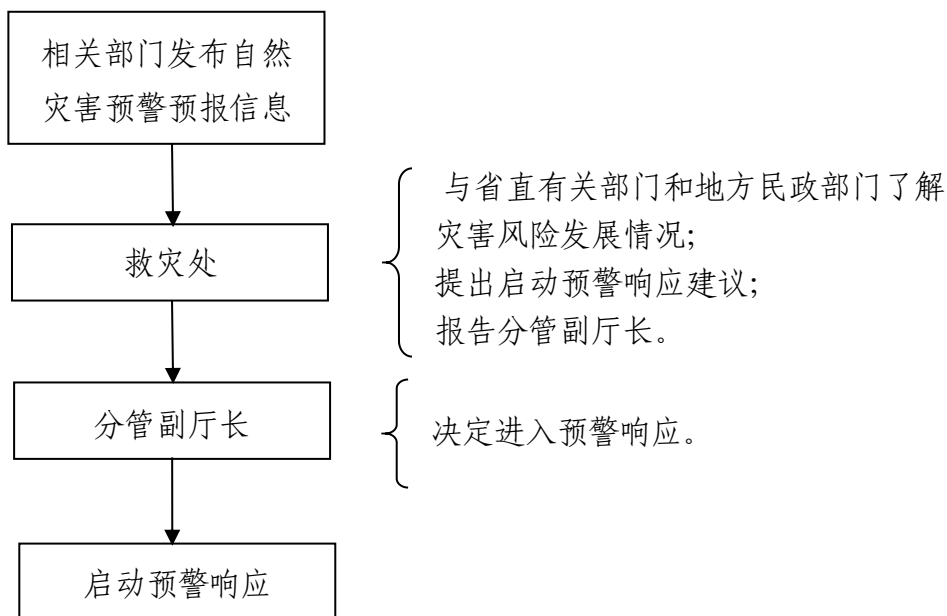 相关部门发布自然
灾害预警预报信息
救灾处
与省直有关部门和地方民政部门了解
灾害风险发展情况;
提出启动预警响应建议;
报告分管副厅长。
分管副厅长
决定进入预警响应。
启动预警响应